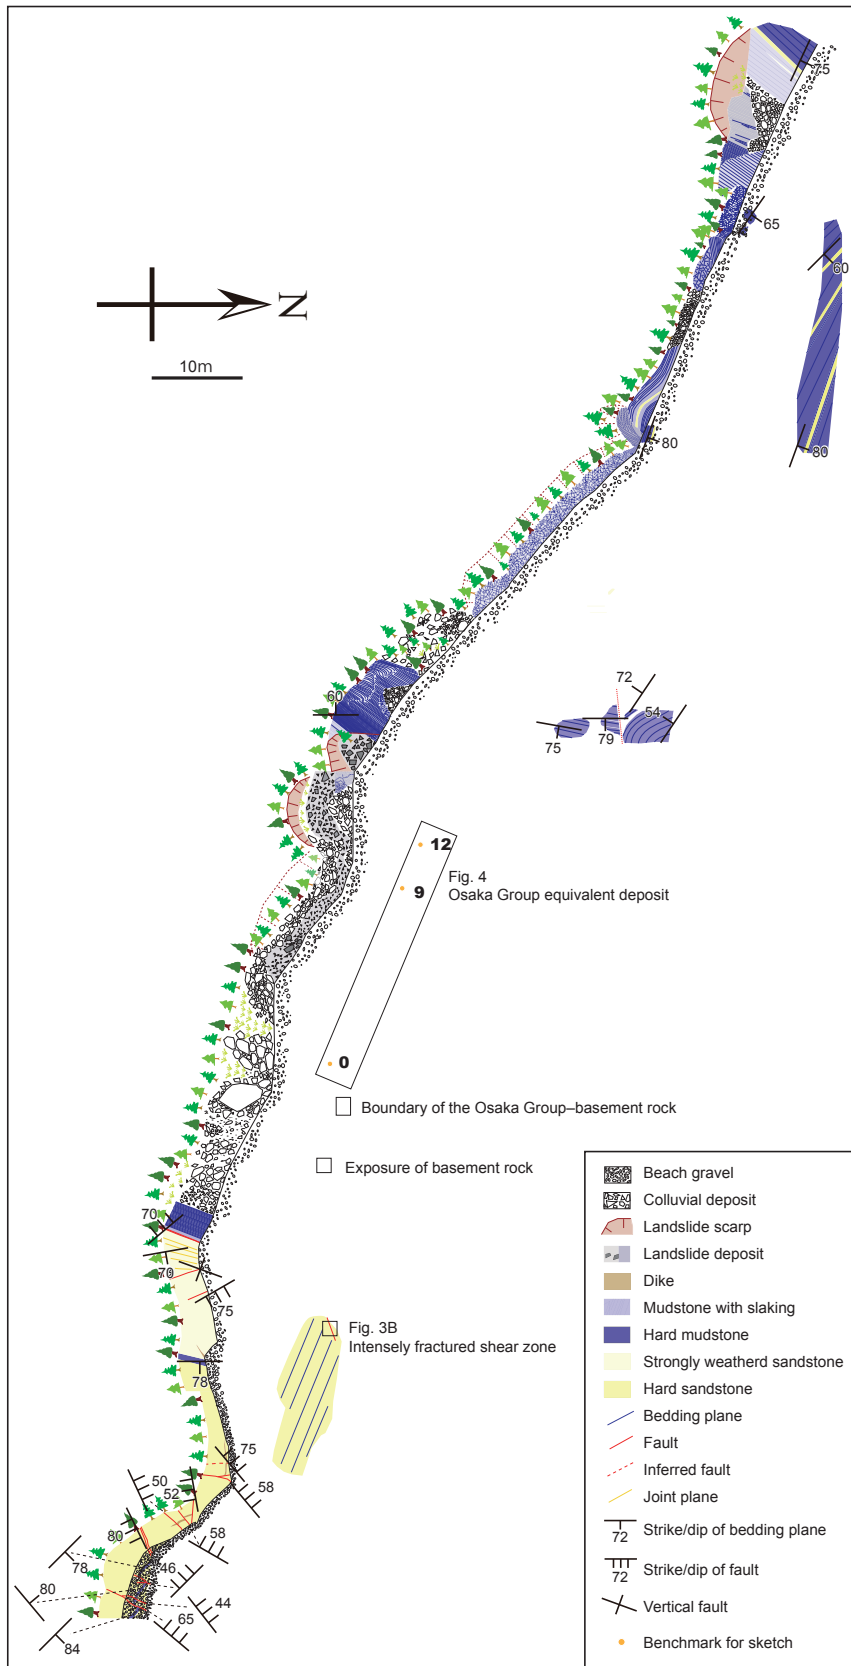 75
65
60
N
10m
80
80
72
60
54
75
79
12
Fig. 4
9
Osaka Group equivalent deposit
0
Boundary of the Osaka Group–basement rock
Exposure of basement rock
70
70
75
Fig. 3B
Intensely fractured shear zone
78
75
50
58
52
80
58
78
46
80
44
65
84
Beach gravel
Colluvial deposit
Landslide scarp
Landslide deposit
Dike
Mudstone with slaking
Hard mudstone
Strongly weatherd sandstone
Hard sandstone
Bedding plane
Fault
Inferred fault
Joint plane
72 Strike/dip of bedding plane
72 Strike/dip of fault
Vertical fault
Benchmark for sketch